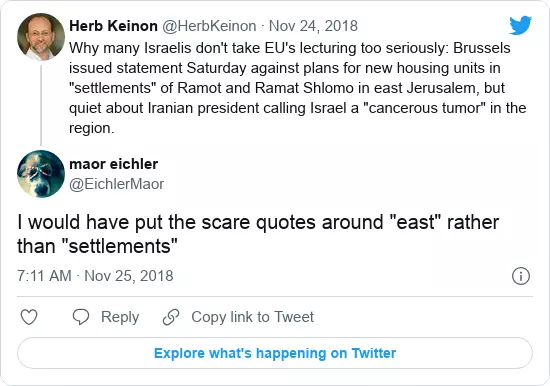 Herb Keinon @HerbKeinon · Nov 24, 2018
Why many Israelis don't take EU's lecturing too seriously: Brussels
issued statement Saturday against plans for new housing units in
"settlements" of Ramot and Ramat Shlomo in east Jerusalem, but
quiet about Iranian president calling Israel a "cancerous tumor" in the
region.
maor eichler
@EichlerMaor
I would have put the scare quotes around "east" rather
than "settlements"
7:11 AM · Nov 25, 2018
Reply Copy link to Tweet
Explore what's happening on Twitter